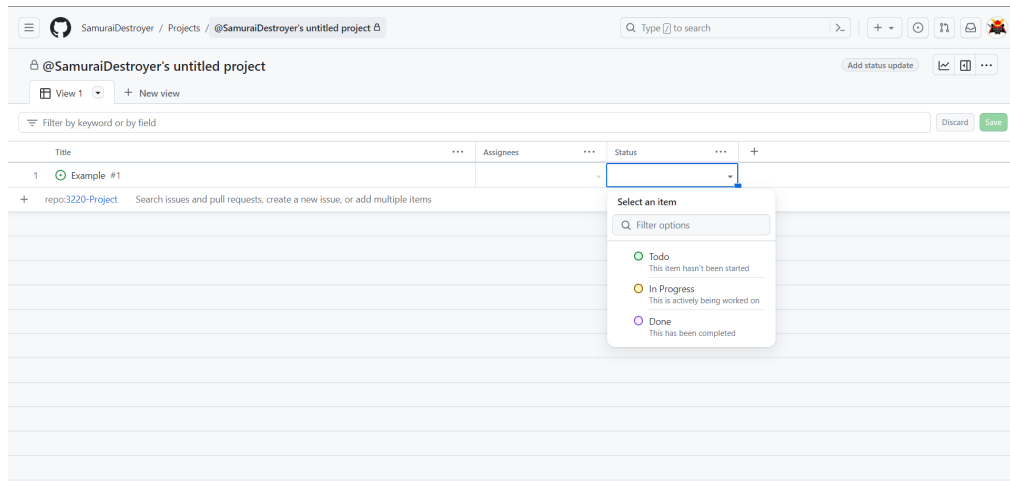 SamuraiDestroyer / Projects / @SamuraiDestroyer's untitled project
Type / to search
@SamuraiDestroyer's untitled project
Add status update
View 1
+ New view
Filter by keyword or by field
Discard
Save
Title
Assignees
Status
1 Example #1
+ repo:3220-Project Search issues and pull requests, create a new issue, or add multiple items
Select an item
Filter options
Todo
This item hasn't been started
In Progress
This is actively being worked on
Done
This has been completed